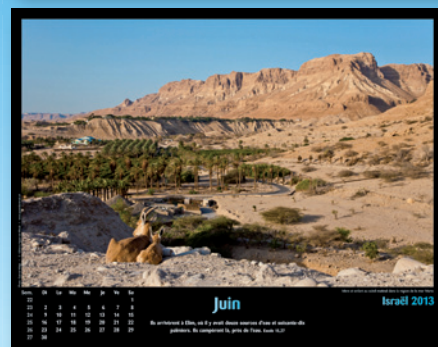 Sem. Di Lu Ma Me Je Ve Sa
22 1
23 2 3 4 5 6 7 8
24 9 10 11 12 13 14 15
25 16 17 18 19 20 21 22
26 23 24 25 26 27 28 29
27 30
Juin
Israël 2013
Ils arrivèrent à Elim, où il y avait douze sources d'eau et soixante-dix
palmiers. Ils campèrent là, près de l'eau. Exode 15.27